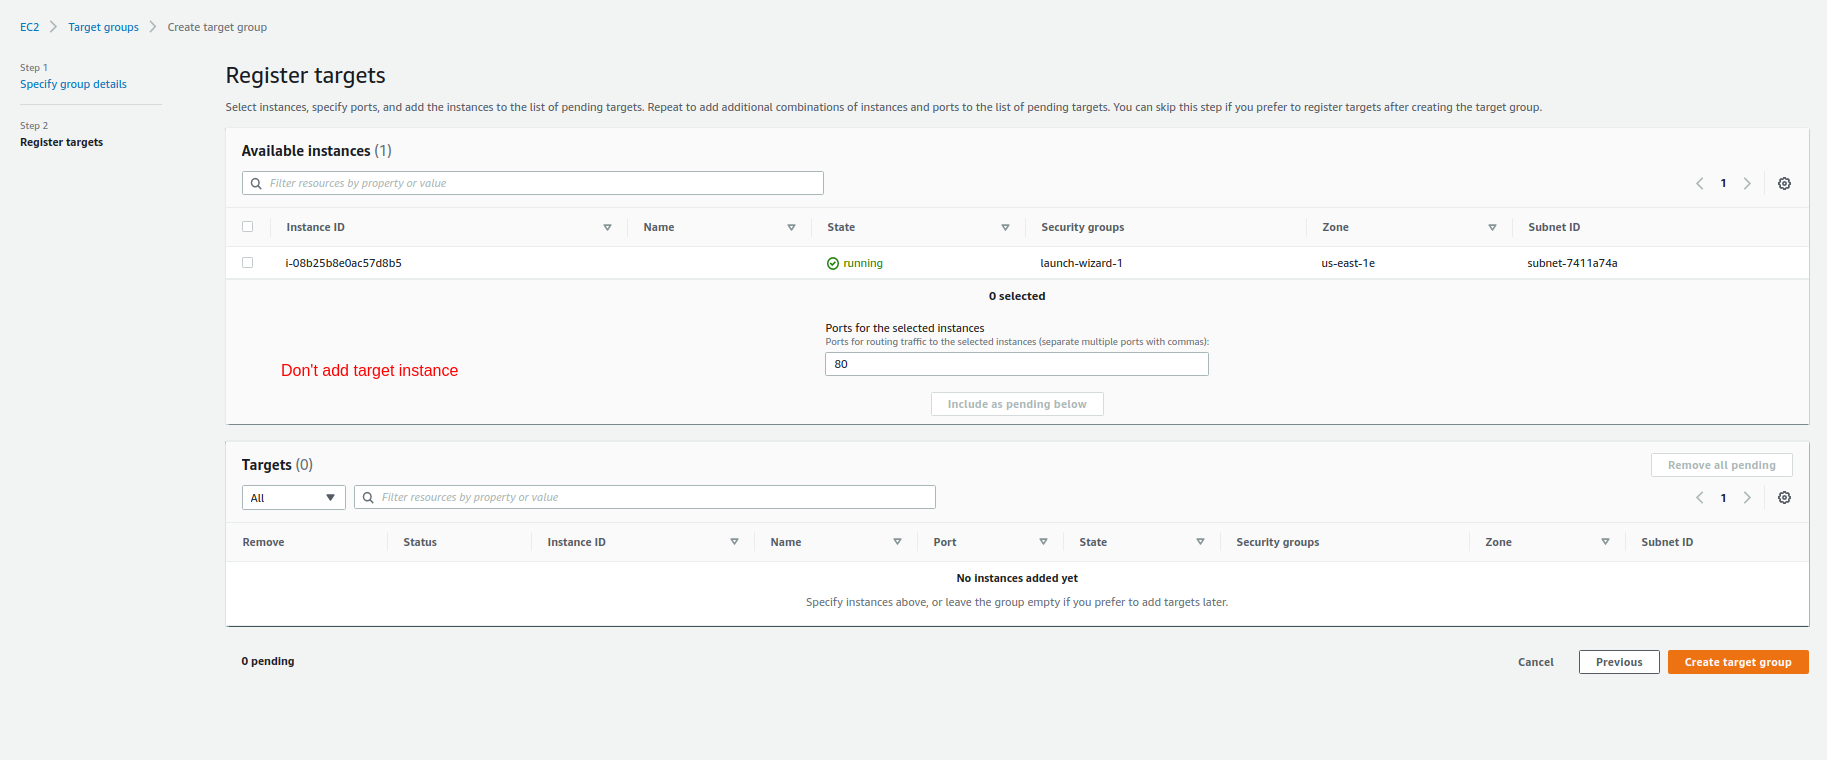 EC2 Target groups Create target group
Step 1
Specify group details
Step 2
Register targets
Register targets
Select instances, specify ports, and add the instances to the list of pending targets. Repeat to add additional combinations of instances and ports to the list of pending targets. You can skip this step if you prefer to register targets after creating the target group.
Available instances (1)
Filter resources by property or value
1
Instance ID Name State Security groups Zone Subnet ID
i-08b25b8e0ac57d8b5 running launch-wizard-1 us-east-1e subnet-7411a74a
0 selected
Ports for the selected instances
Ports for routing traffic to the selected instances (separate multiple ports with commas):
80
Don't add target instance
Include as pending below
Targets (0)
Remove all pending
All Filter resources by property or value 1
Remove Status Instance ID Name Port State Security groups Zone Subnet ID
No instances added yet
Specify instances above, or leave the group empty if you prefer to add targets later.
0 pending Cancel Previous Create target group